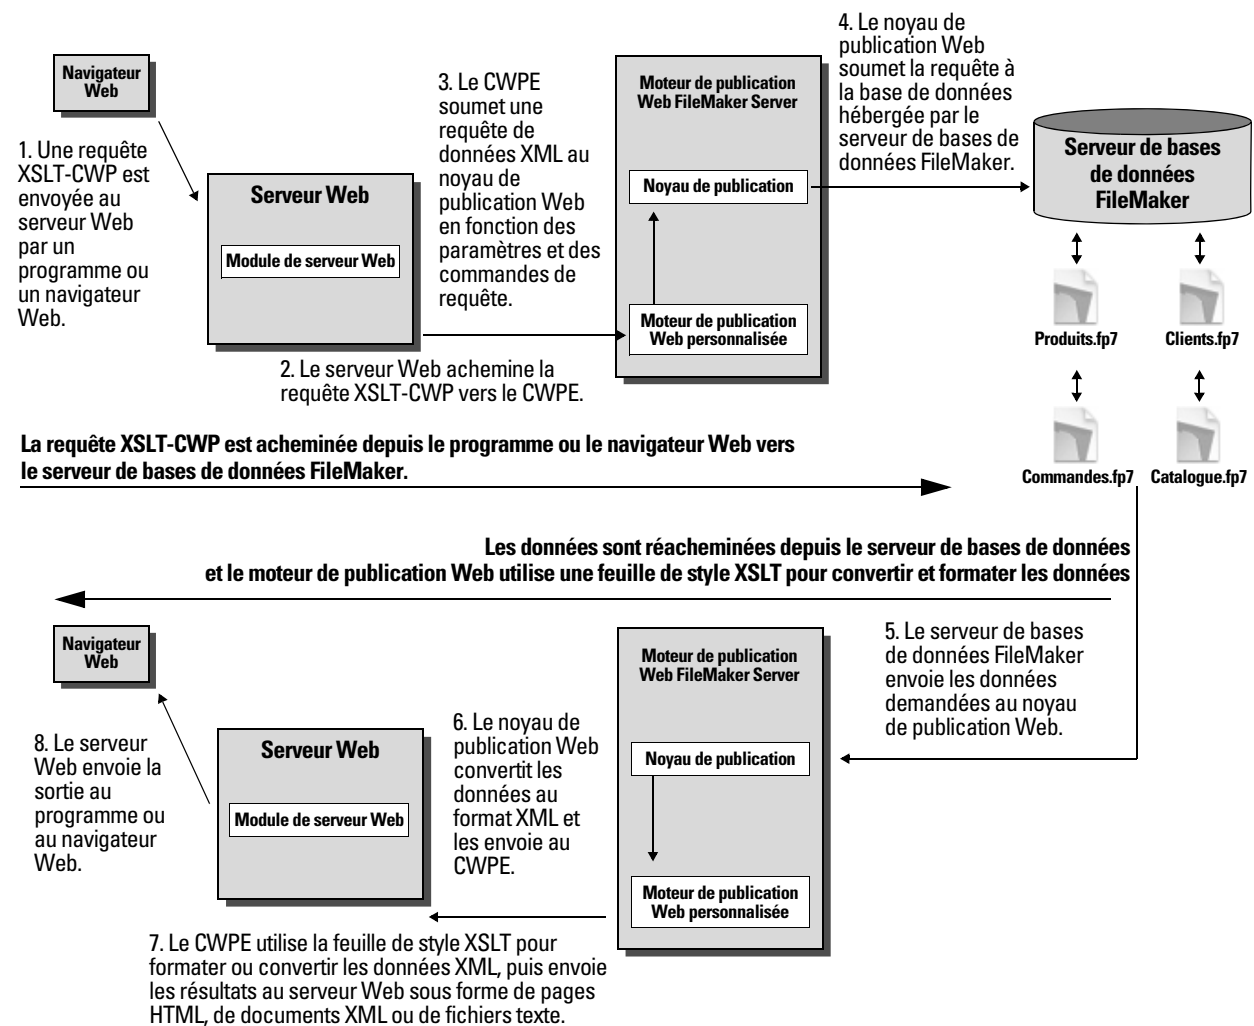 Navigateur
Web
1. Une requête
XSLT-CWP est
envoyée au
serveur Web
par un
programme ou
un navigateur
Web.
Serveur Web
Module de serveur Web
2. Le serveur Web achemine la
requête XSLT-CWP vers le CWPE.
3. Le CWPE
soumet une
requête de
données XML au
noyau de
publication Web
en fonction des
paramètres et des
commandes de
requête.
Moteur de publication
Web FileMaker Server
Noyau de publication
Moteur de publication
Web personnalisée
4. Le noyau de
publication Web
soumet la requête à
la base de données
hébergée par le
serveur de bases de
données FileMaker.
Serveur de bases
de données
FileMaker
Produits.fp7
Clients.fp7
Commandes.fp7
Catalogue.fp7
La requête XSLT-CWP est acheminée depuis le programme ou le navigateur Web vers
le serveur de bases de données FileMaker.
Les données sont réacheminées depuis le serveur de bases de données
et le moteur de publication Web utilise une feuille de style XSLT pour convertir et formater les données
5. Le serveur de bases
de données FileMaker
envoie les données
demandées au noyau
de publication Web.
Moteur de publication
Web FileMaker Server
Noyau de publication
Moteur de publication
Web personnalisée
6. Le noyau de
publication Web
convertit les
données au
format XML et
les envoie au
CWPE.
Serveur Web
Module de serveur Web
7. Le CWPE utilise la feuille de style XSLT pour
formater ou convertir les données XML, puis envoie
les résultats au serveur Web sous forme de pages
HTML, de documents XML ou de fichiers texte.
Navigateur
Web
8. Le serveur
Web envoie la
sortie au
programme ou
au navigateur
Web.